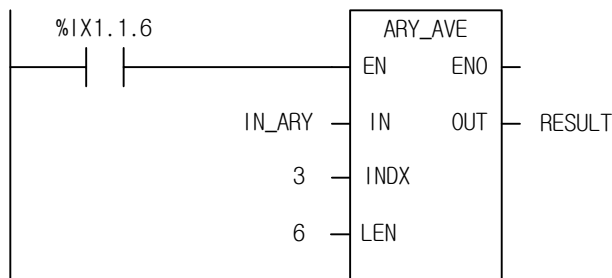 %IX1.1.6
ARY_AVE
EN ENO
IN_ARY IN OUT RESULT
3 INDX
6 LEN